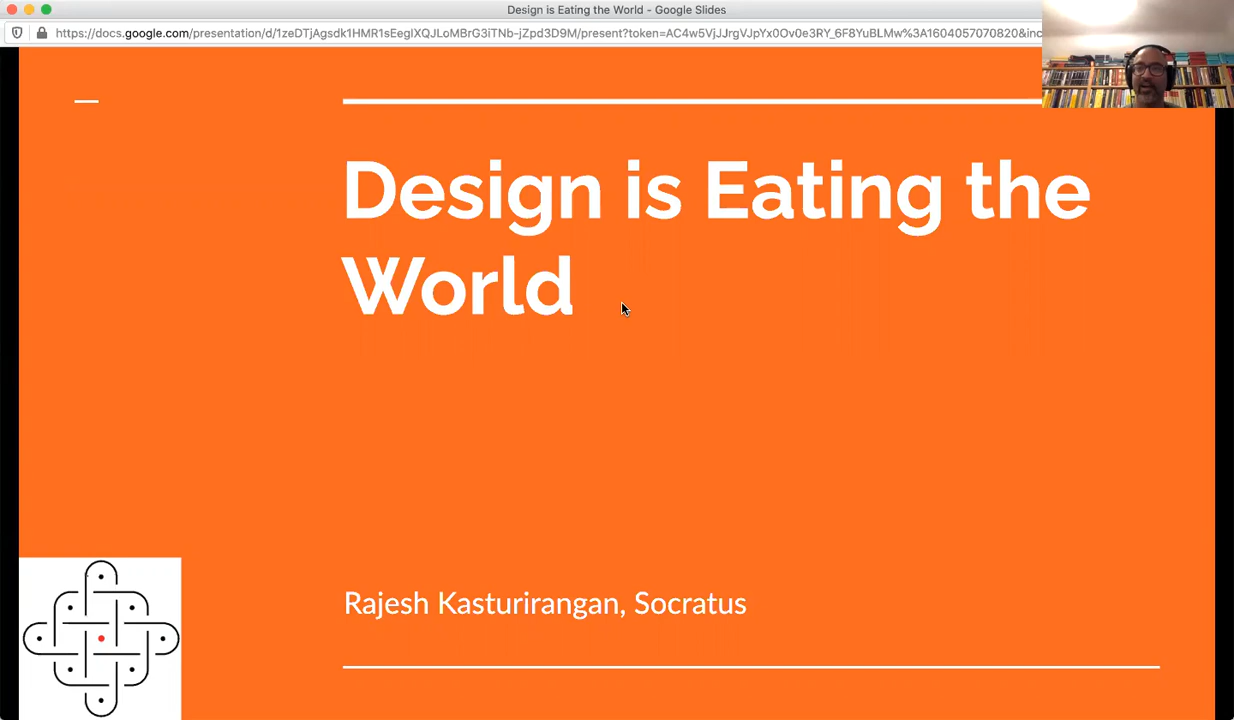 Design is Eating the World - Google Slides
https://docs.google.com/presentation/d/1zeDTjAgsdk1HMR1sEeglXQJLoMBrG3iTNb-jZpd3D9M/present?token=AC4w5VjJJrgVJpYx0Ov0e3RY_6F8YuBLMw%3A1604057070820&inc
Design is Eating the
World
Rajesh Kasturirangan, Socratus